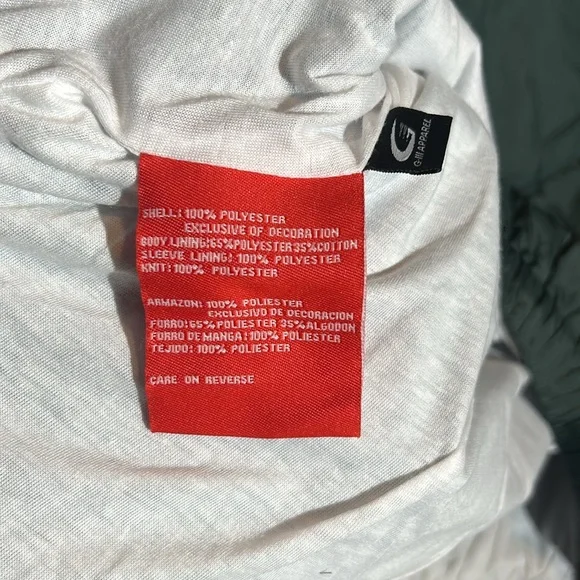 G-III APPAREL
SHELL: 100% POLYESTER
EXCLUSIVE OF DECORATION
BODY LINING:65%POLYESTER35%COTTON
SLEEVE LINING: 100% POLYESTER
KNIT:100% POLYESTER
ARMAZON: 100% POLIESTER
EXCLUSIVO DE DECORACION
FORRO:65%POLIESTER 35%ALGODON
FORRO DE MANGA: 100% POLIESTER
TEJIDO: 100% POLIESTER
CARE ON REVERSE